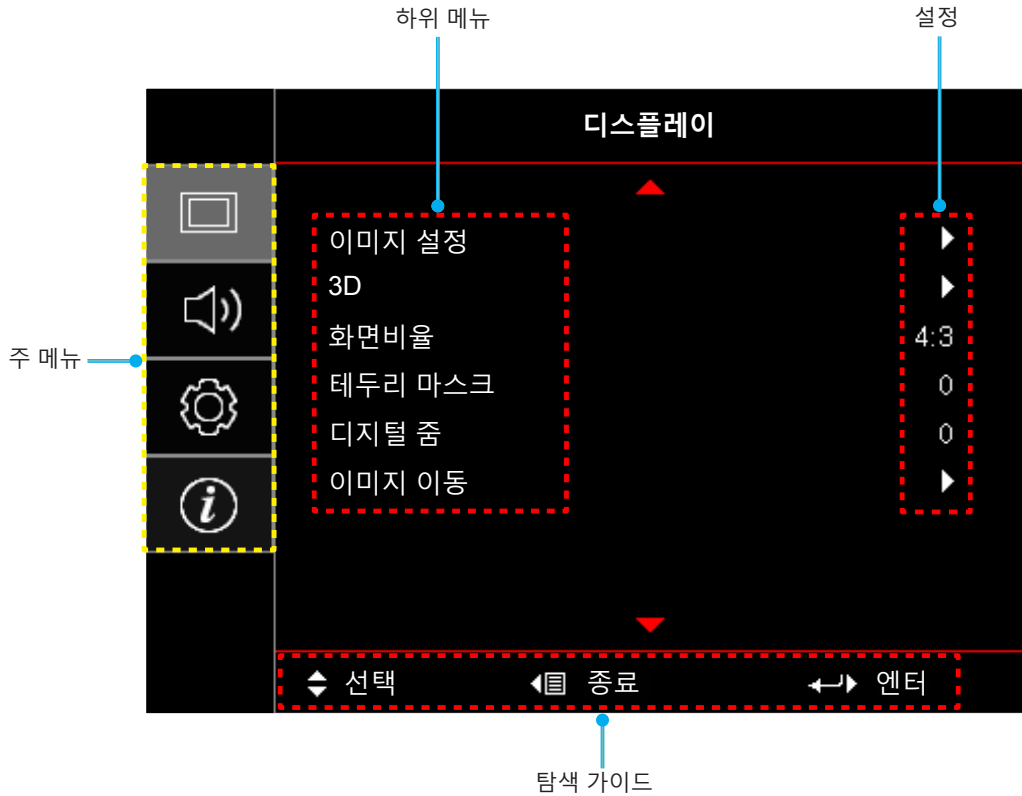 하위 메뉴
설정
디스플레이
이미지 설정
3D
화면비율 4:3
주 메뉴
테두리 마스크 0
디지털 줌 0
이미지 이동
선택 종료 엔터
탐색 가이드